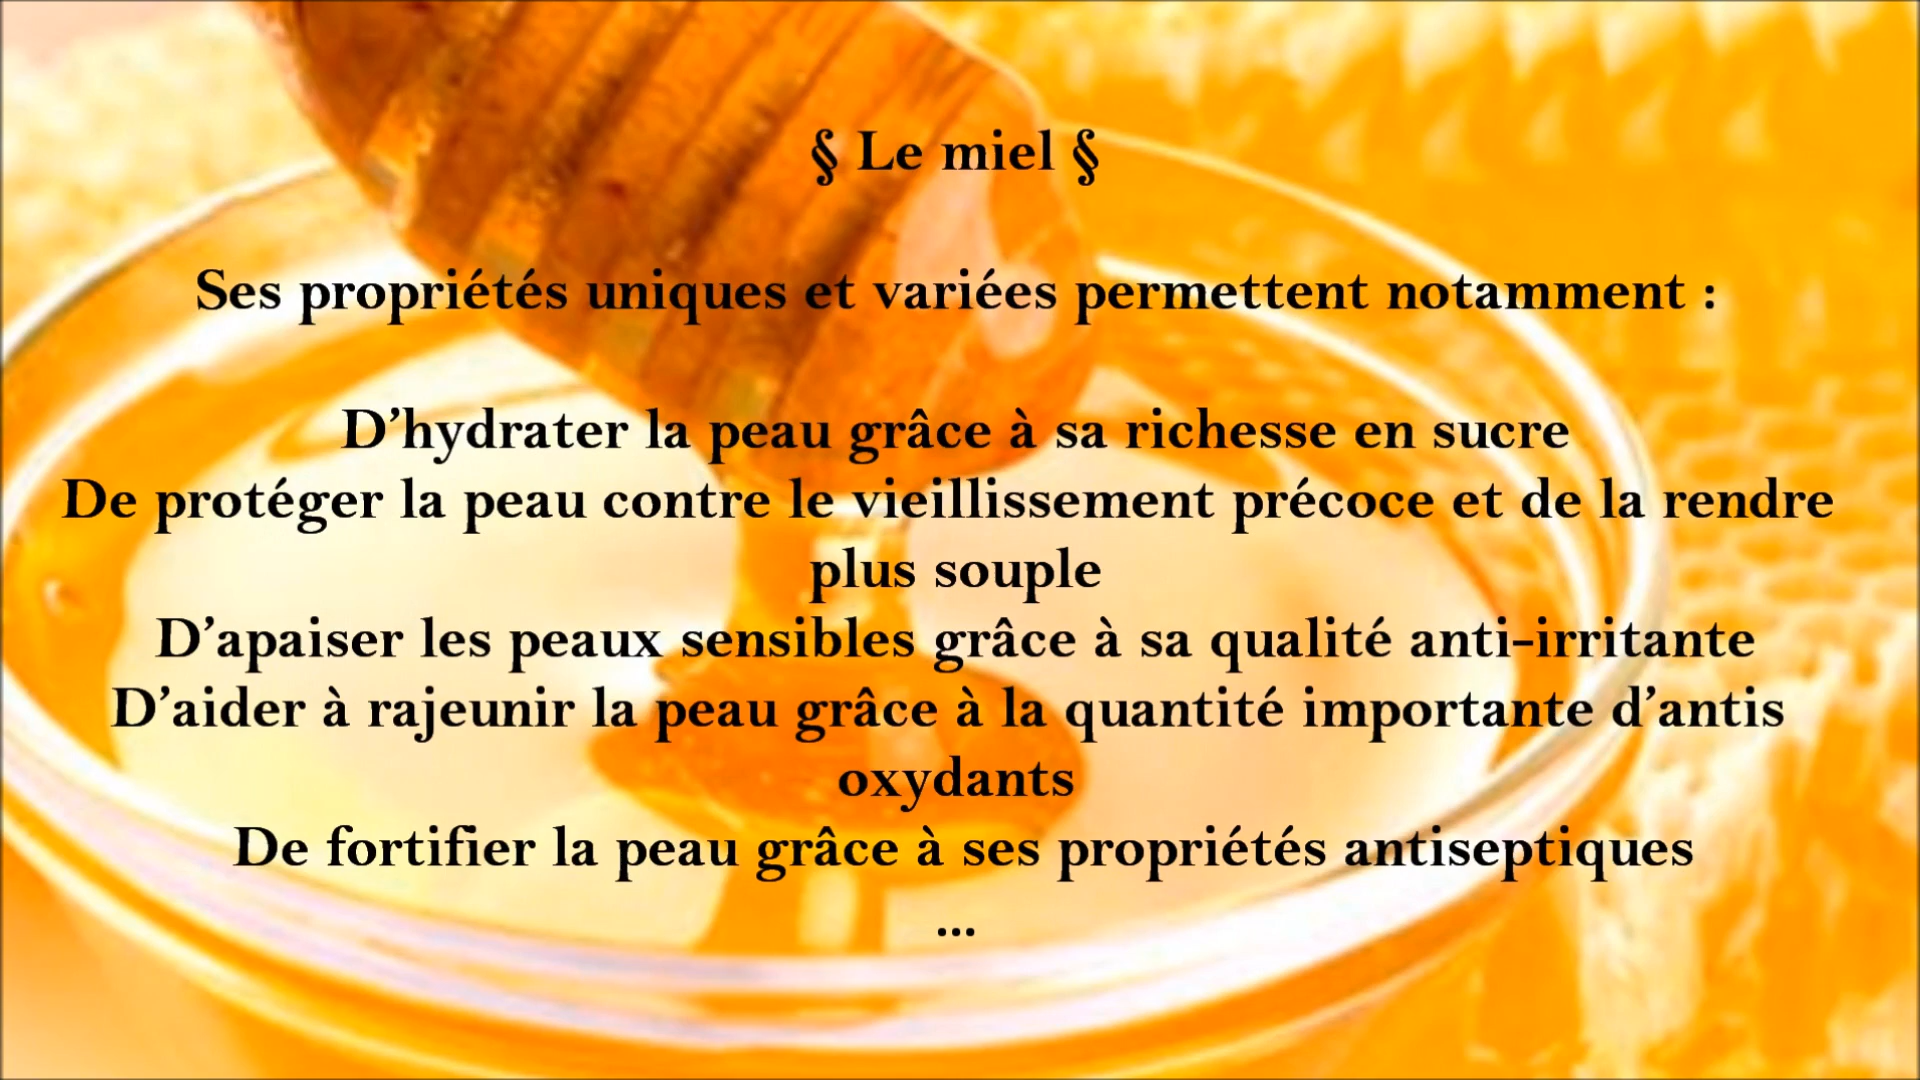 § Le miel §
Ses propriétés uniques et variées permettent notamment :
D’hydrater la peau grâce à sa richesse en sucre
De protéger la peau contre le vieillissement précoce et de la rendre
plus souple
D’apaiser les peaux sensibles grâce à sa qualité anti-irritante
D’aider à rajeunir la peau grâce à la quantité importante d’antis
oxydants
De fortifier la peau grâce à ses propriétés antiseptiques
...